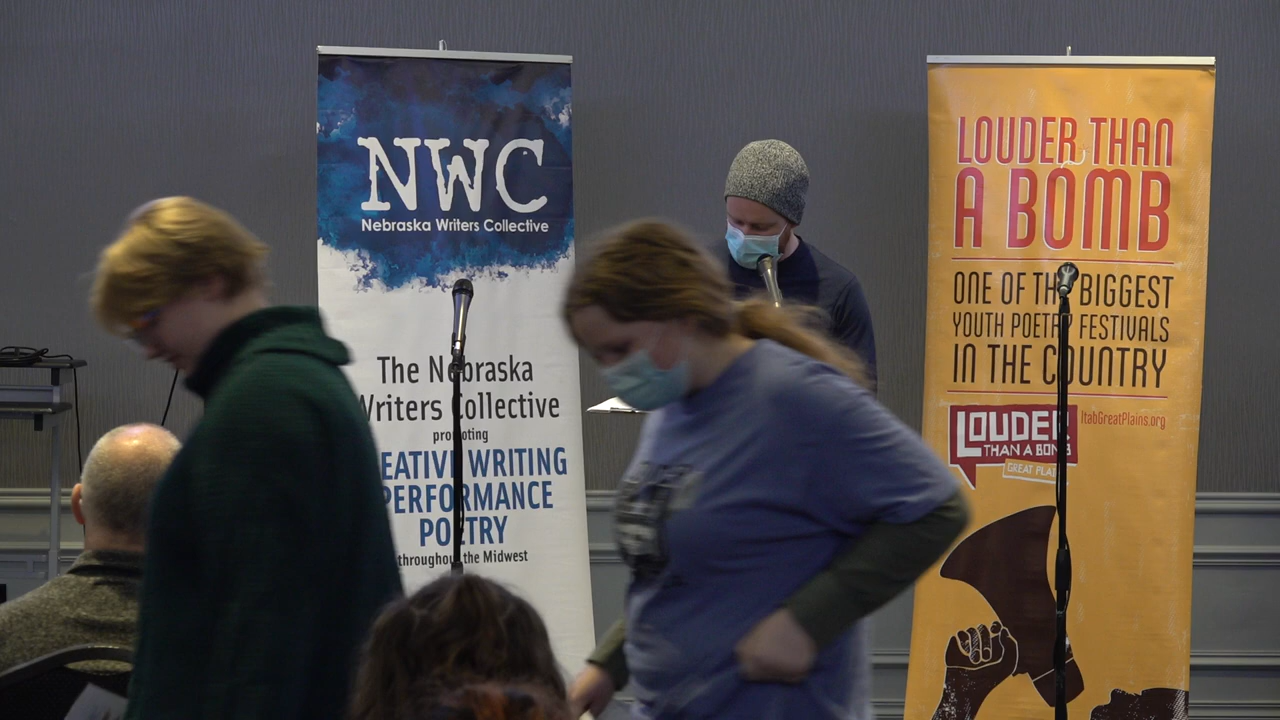 NWC
Nebraska Writers Collective
The Nebraska
Writers Collective
promoting
EATIVE WRITING
PERFORMANCE
POETRY
throughout the Midwest
LOUDER THAN
A BOMB
ONE OF THE BIGGEST
YOUTH POETRY FESTIVALS
IN THE COUNTRY
LOUDER
THAN A BOMB
GREAT PLAI
ltabGreatPlains.org